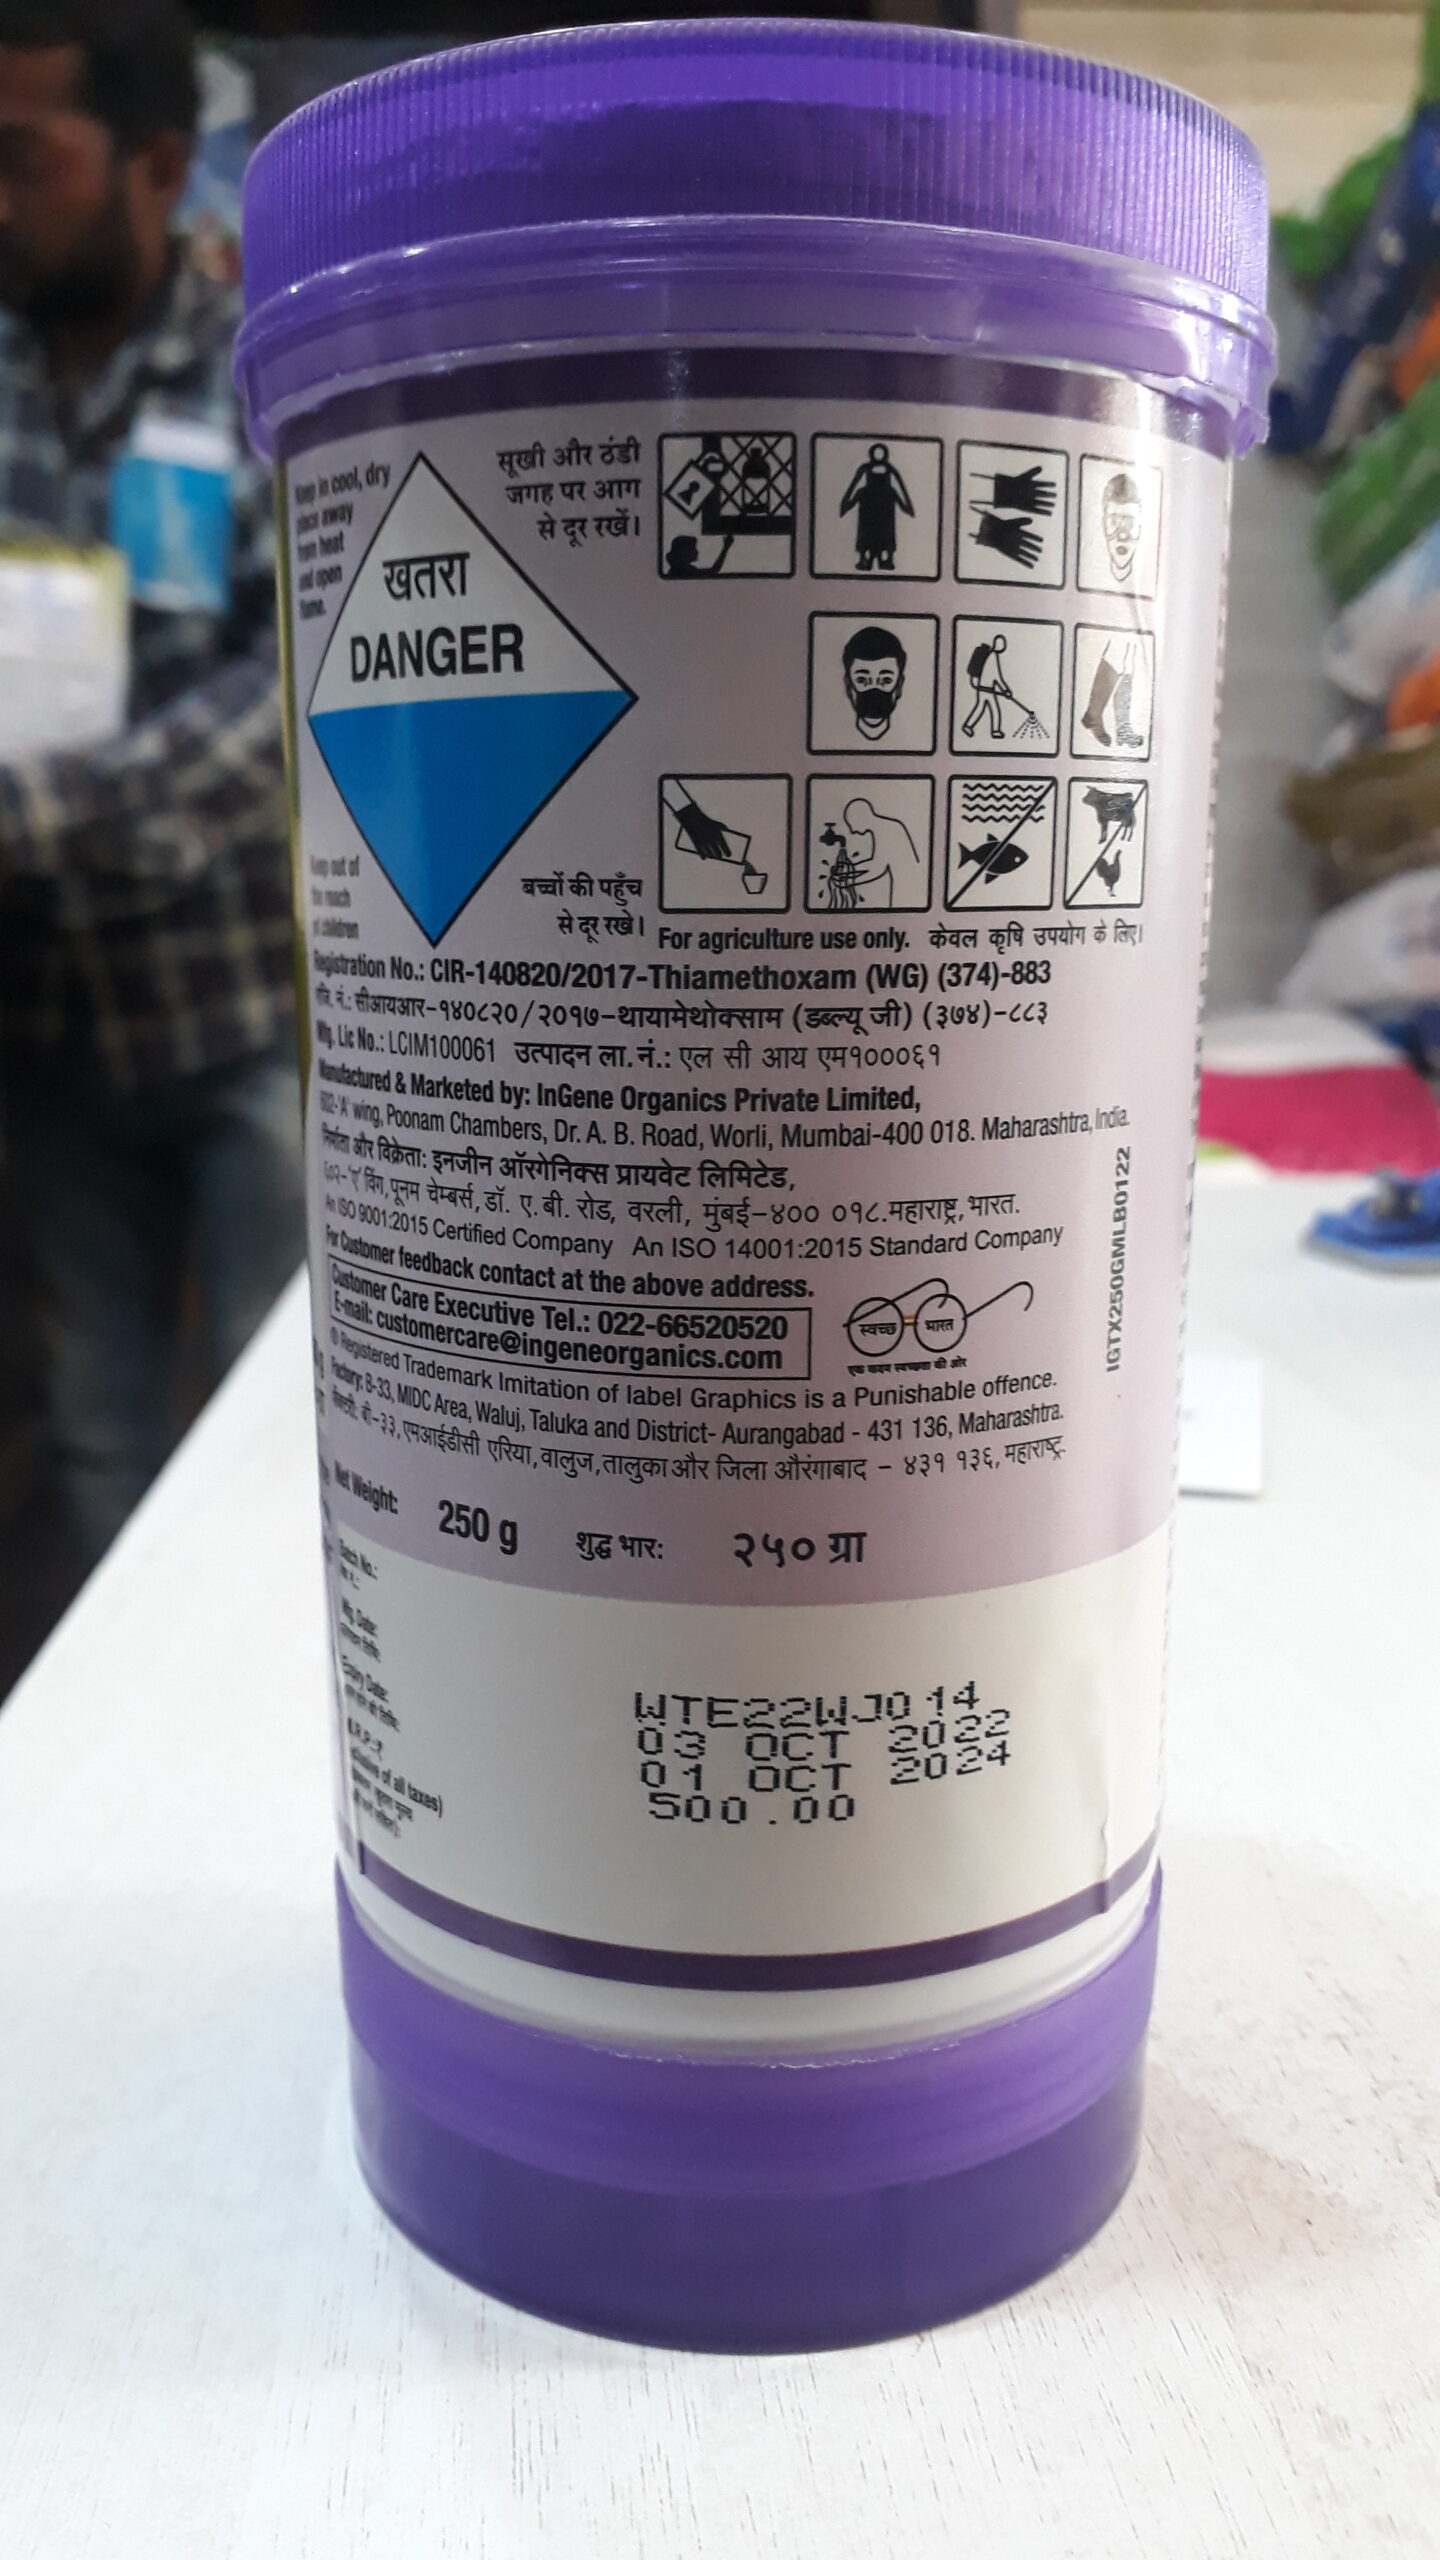 Keep in cool, dry
place away
from heat
and open
flame.
सूखी और ठंडी
जगह पर आग
से दूर रखें।
खतरा
DANGER
Keep out of
the reach
of children
बच्चों की पहुँच
से दूर रखे।
For agriculture use only. केवल कृषि उपयोग के लिए।
Registration No.: CIR-140820/2017-Thiamethoxam (WG) (374)-883
रजि. नं.: सीआयआर-१४०८२०/२०१७-थायामेथोक्साम (डब्ल्यू जी) (३७४)-८८३
Mfg. Lic No.: LCIM100061 उत्पादन ला. नं.: एल सी आय एम१०००६१
Manufactured & Marketed by: InGene Organics Private Limited,
602-'A' wing, Poonam Chambers, Dr. A. B. Road, Worli, Mumbai-400 018. Maharashtra, India.
निर्माता और विक्रेता: इनजीन ऑरगेनिक्स प्रायवेट लिमिटेड,
६०२-'ए' विंग, पूनम चेम्बर्स, डॉ. ए. बी. रोड, वरली, मुंबई-४०० ०१८. महाराष्ट्र, भारत.
An ISO 9001:2015 Certified Company An ISO 14001:2015 Standard Company
For Customer feedback contact at the above address.
Customer Care Executive Tel.: 022-66520520
E-mail: customercare@ingeneorganics.com
स्वच्छ भारत
एक कदम स्वच्छता की ओर
® Registered Trademark Imitation of label Graphics is a Punishable offence.
Factory: B-33, MIDC Area, Waluj, Taluka and District- Aurangabad - 431 136, Maharashtra.
फैक्टरी: बी-३३, एमआईडीसी एरिया, वालुज, तालुका और जिला औरंगाबाद - ४३१ १३६, महाराष्ट्र.
IGTX250GMLB0122
Net Weight: 250 g शुद्ध भार: २५० ग्रा
Batch No.:
Mfg. Date:
Expiry Date:
M.R.P. ₹
(inclusive of all taxes)
WTE22WJ014
03 OCT 2022
01 OCT 2024
500.00